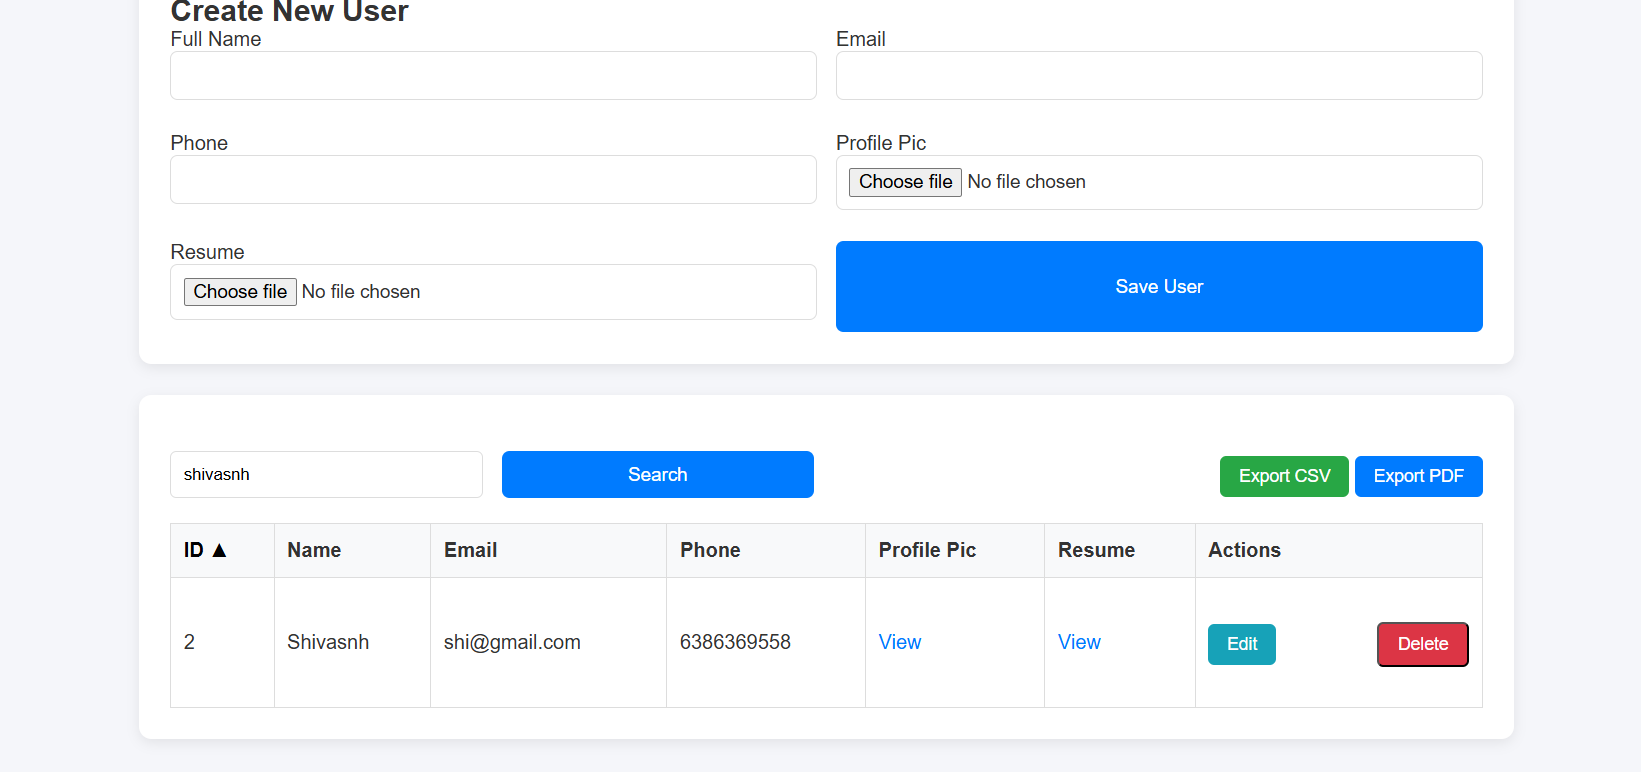 Create New User
Full Name
Email
Phone
Profile Pic
Choose file No file chosen
Resume
Choose file No file chosen
Save User
shivasnh
Search
Export CSV
Export PDF
ID ▲ Name Email Phone Profile Pic Resume Actions
2 Shivasnh shi@gmail.com 6386369558 View View Edit Delete